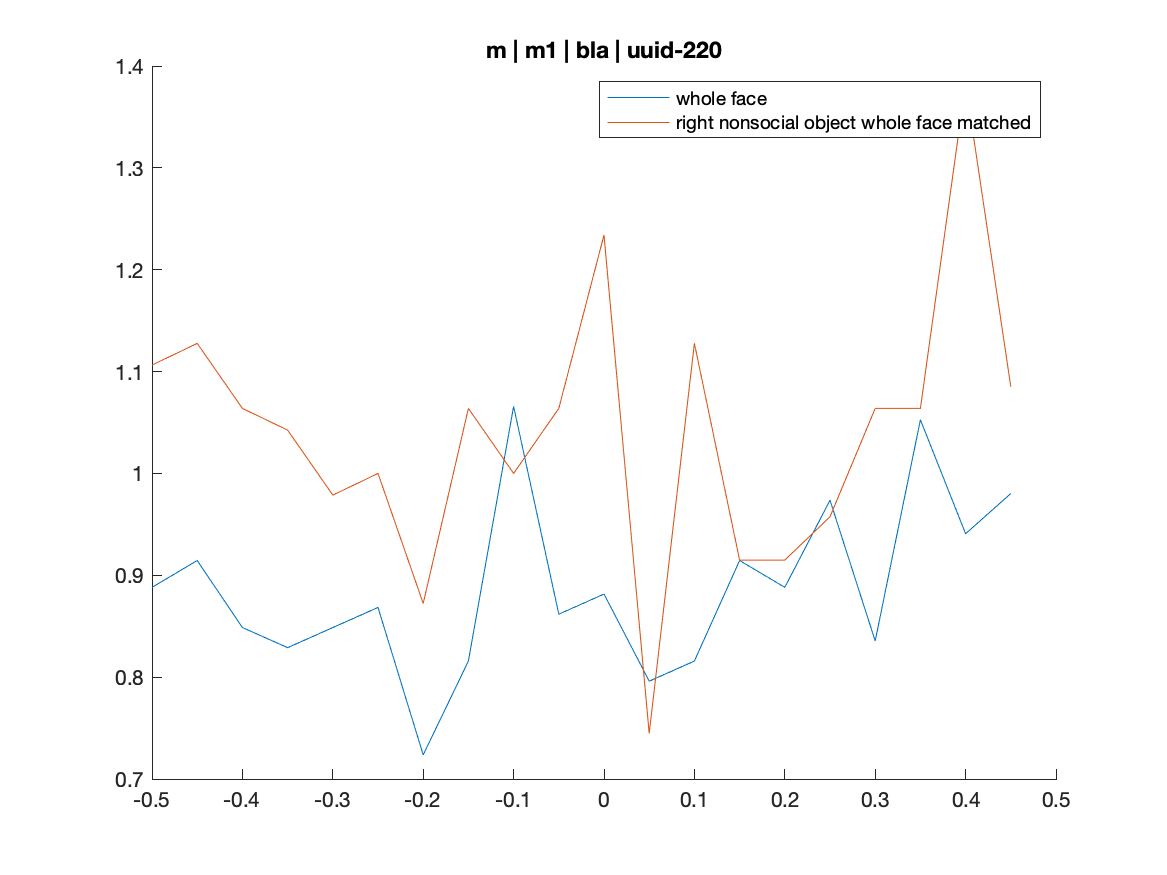 m | m1 | bla | uuid-220
whole face
right nonsocial object whole face matched
1.4
1.3
1.2
1.1
1
0.9
0.8
0.7
-0.5 -0.4 -0.3 -0.2 -0.1 0 0.1 0.2 0.3 0.4 0.5